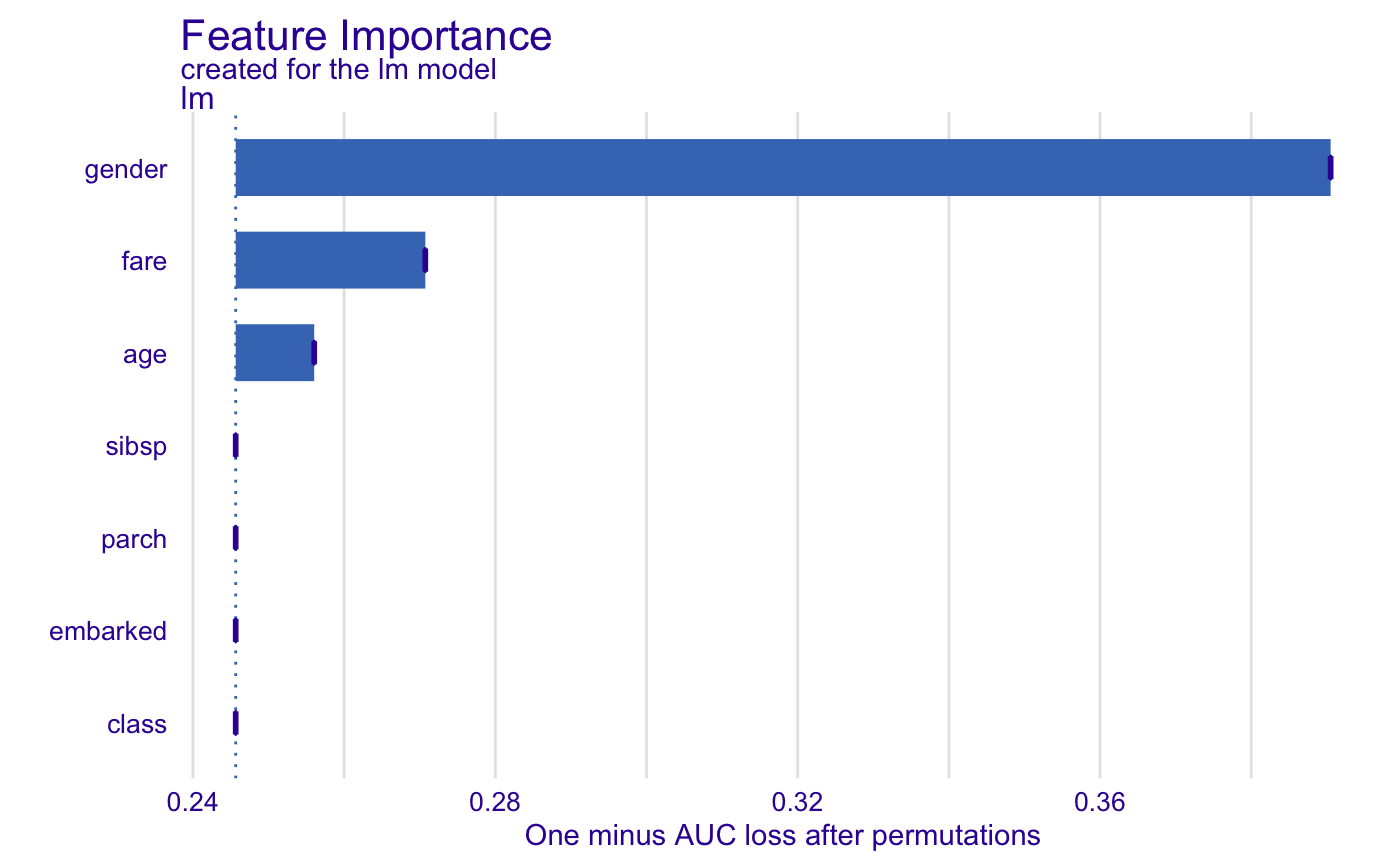 Feature Importance
created for the lm model
lm
gender
fare
age
sibsp
parch
embarked
class
0.24 0.28 0.32 0.36
One minus AUC loss after permutations